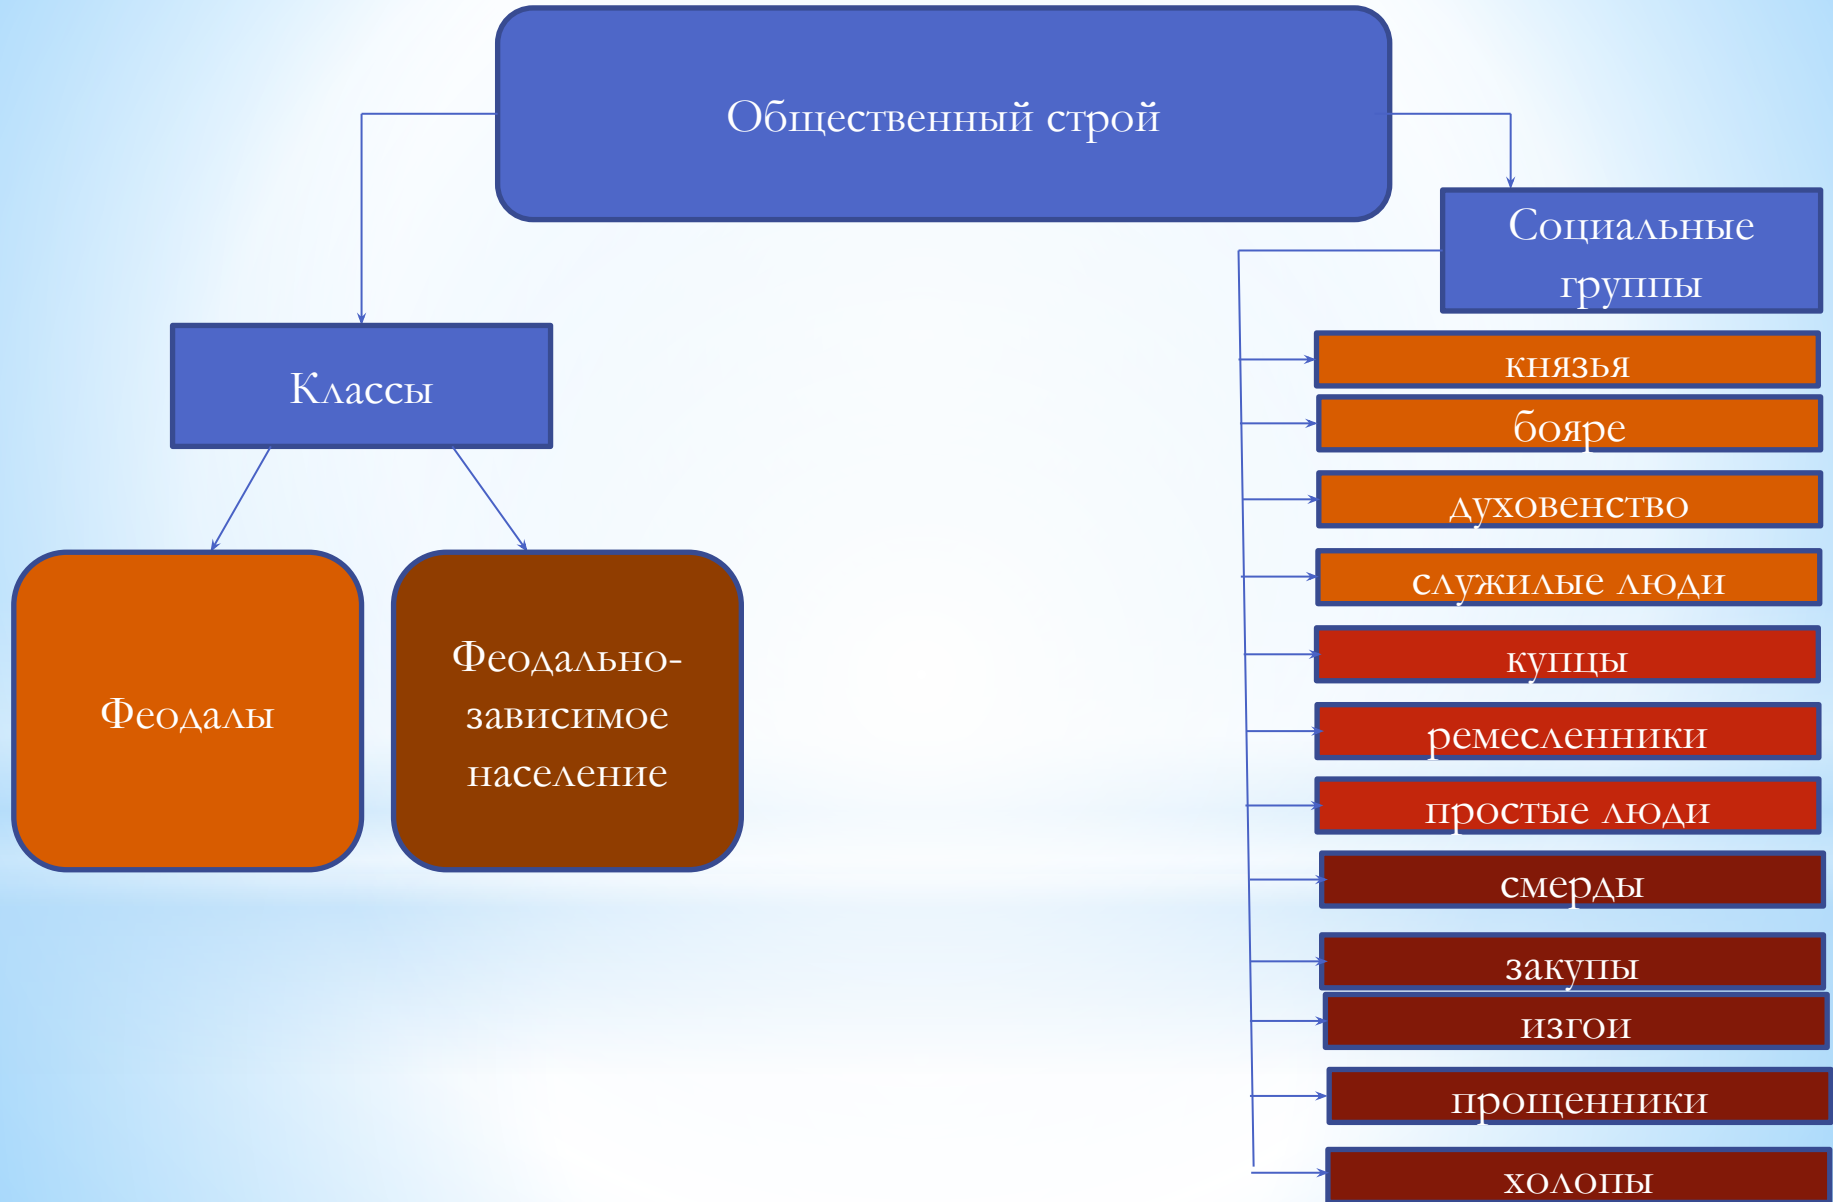 Общественный строй
Социальные
группы
Классы
Феодалы
Феодально-
зависимое
население
князья
бояре
духовенство
служилые люди
купцы
ремесленники
простые люди
смерды
закупы
изгои
прощенники
холопы